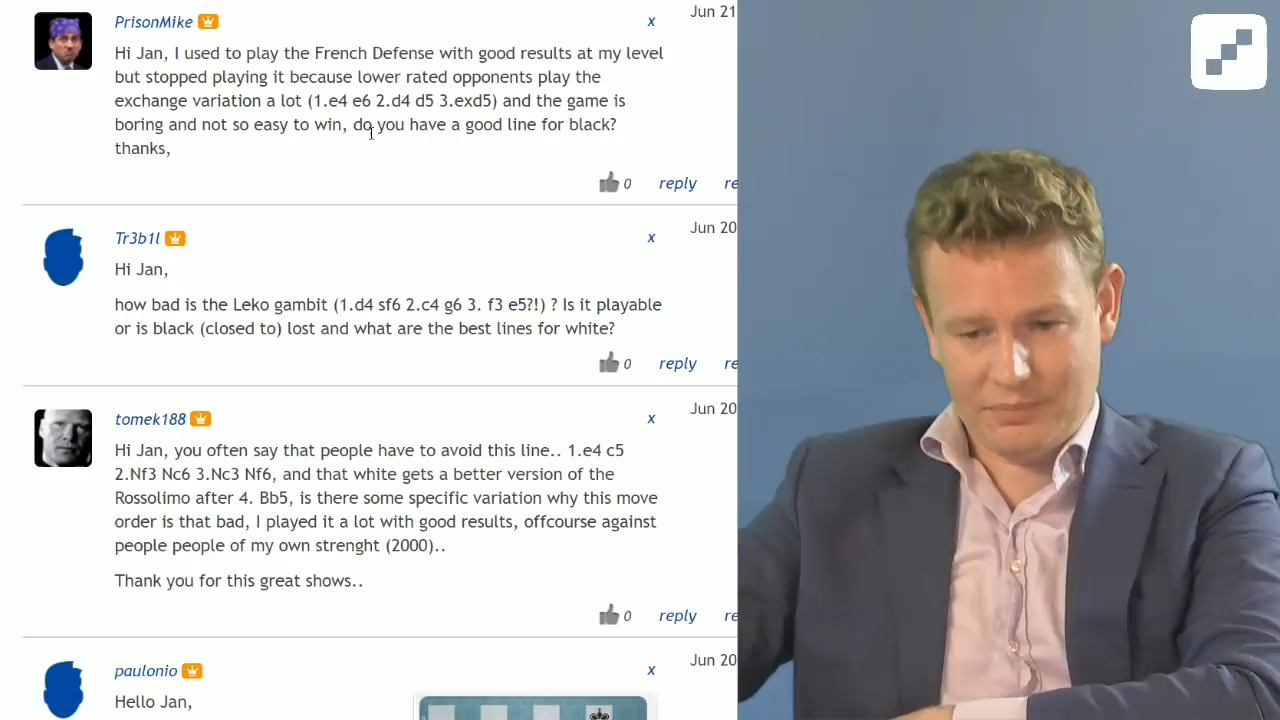 PrisonMike
x
Jun 21
Hi Jan, I used to play the French Defense with good results at my level
but stopped playing it because lower rated opponents play the
exchange variation a lot (1.e4 e6 2.d4 d5 3.exd5) and the game is
boring and not so easy to win, do you have a good line for black?
thanks,
0 reply re
Tr3b1l
x
Jun 20
Hi Jan,
how bad is the Leko gambit (1.d4 sf6 2.c4 g6 3. f3 e5?!) ? Is it playable
or is black (closed to) lost and what are the best lines for white?
0 reply re
tomek188
x
Jun 20
Hi Jan, you often say that people have to avoid this line.. 1.e4 c5
2.Nf3 Nc6 3.Nc3 Nf6, and that white gets a better version of the
Rossolimo after 4. Bb5, is there some specific variation why this move
order is that bad, I played it a lot with good results, offcourse against
people people of my own strenght (2000)..
Thank you for this great shows..
0 reply re
paulonio
x
Jun 20
Hello Jan,